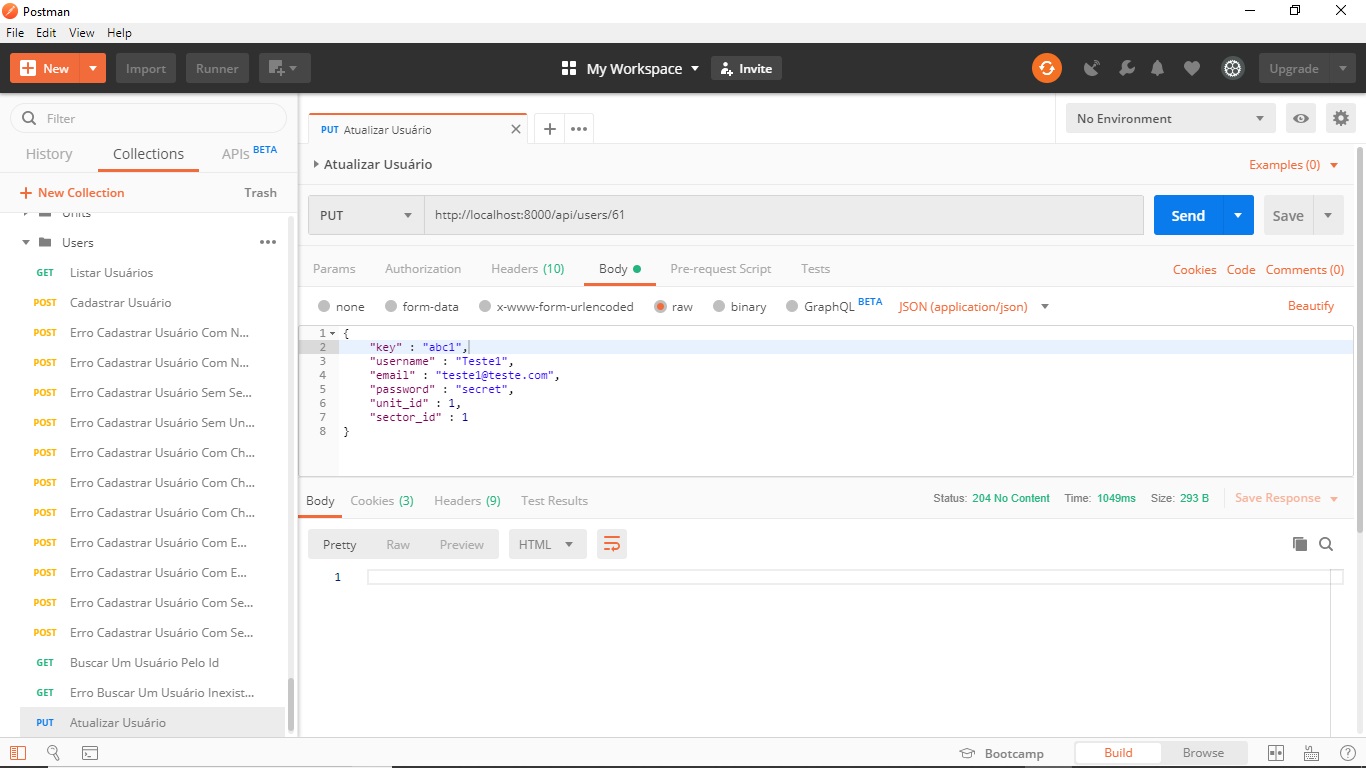 Postman
File Edit View Help
New Import Runner My Workspace Invite Upgrade
Filter
History Collections APIs BETA
New Collection Trash
Units
Users
GET Listar Usuários
POST Cadastrar Usuário
POST Erro Cadastrar Usuário Com N...
POST Erro Cadastrar Usuário Com N...
POST Erro Cadastrar Usuário Sem Se...
POST Erro Cadastrar Usuário Sem Un...
POST Erro Cadastrar Usuário Com Ch...
POST Erro Cadastrar Usuário Com Ch...
POST Erro Cadastrar Usuário Com Ch...
POST Erro Cadastrar Usuário Com E...
POST Erro Cadastrar Usuário Com E...
POST Erro Cadastrar Usuário Com Se...
POST Erro Cadastrar Usuário Com Se...
GET Buscar Um Usuário Pelo Id
GET Erro Buscar Um Usuário Inexist...
PUT Atualizar Usuário
PUT Atualizar Usuário
No Environment
Atualizar Usuário Examples (0)
PUT http://localhost:8000/api/users/61 Send Save
Params Authorization Headers (10) Body Pre-request Script Tests Cookies Code Comments (0)
none form-data x-www-form-urlencoded raw binary GraphQL BETA JSON (application/json) Beautify
1 {
2 "key" : "abc1",
3 "username" : "Teste1",
4 "email" : "teste1@teste.com",
5 "password" : "secret",
6 "unit_id" : 1,
7 "sector_id" : 1
8 }
Body Cookies (3) Headers (9) Test Results Status: 204 No Content Time: 1049ms Size: 293 B Save Response
Pretty Raw Preview HTML
1
Bootcamp Build Browse